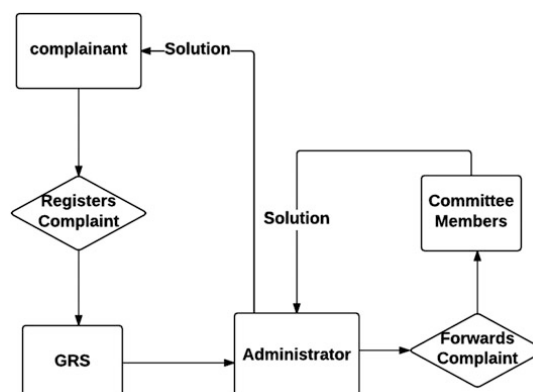 complainant
Solution
Registers
Complaint
Committee
Members
Solution
GRS
Administrator
Forwards
Complaint